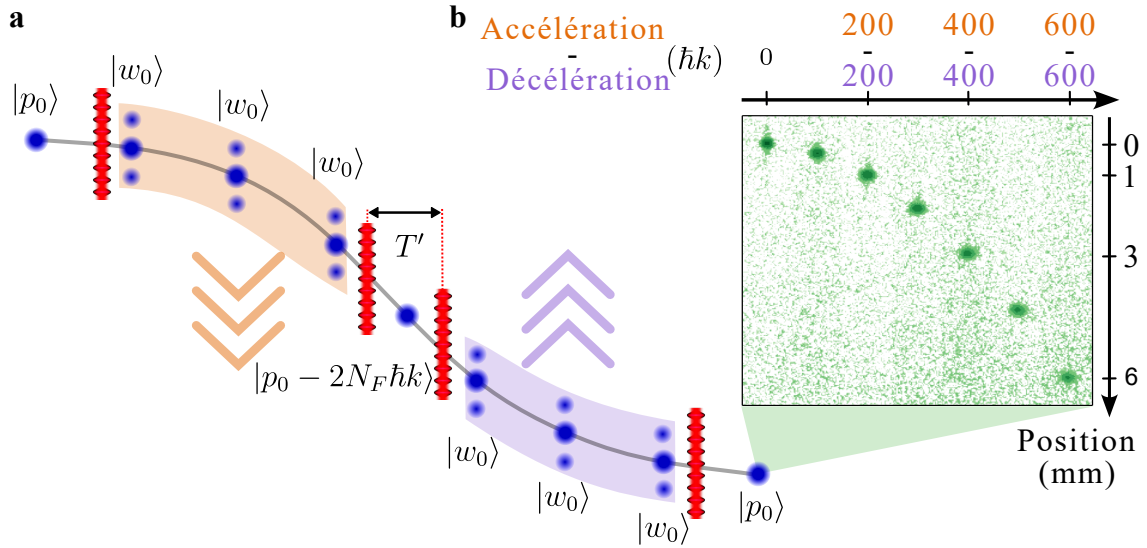 a
|p₀⟩
|w₀⟩
|w₀⟩
|w₀⟩
T′
|p₀ − 2N_Fℏk⟩
|w₀⟩
|w₀⟩
|w₀⟩
|p₀⟩
b
Accélération
-
Décélération
(ℏk)
0
200
-
200
400
-
400
600
-
600
0
1
3
6
Position
(mm)